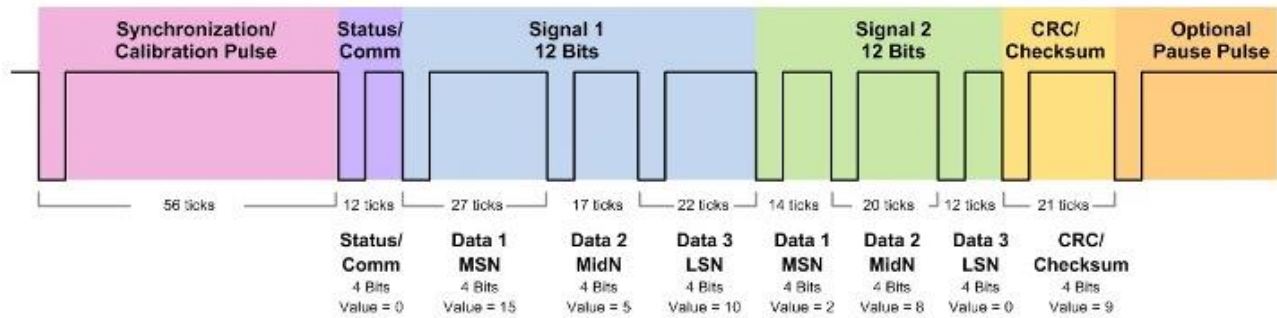 Synchronization/
Calibration Pulse
Status/
Comm
Signal 1
12 Bits
Signal 2
12 Bits
CRC/
Checksum
Optional
Pause Pulse
56 ticks
12 ticks
27 ticks
17 ticks
22 ticks
14 ticks
20 ticks
12 ticks
21 ticks
Status/
Comm
4 Bits
Value = 0
Data 1
MSN
4 Bits
Value = 15
Data 2
MidN
4 Bits
Value = 5
Data 3
LSN
4 Bits
Value = 10
Data 1
MSN
4 Bits
Value = 2
Data 2
MidN
4 Bits
Value = 8
Data 3
LSN
4 Bits
Value = 0
CRC/
Checksum
4 Bits
Value = 9